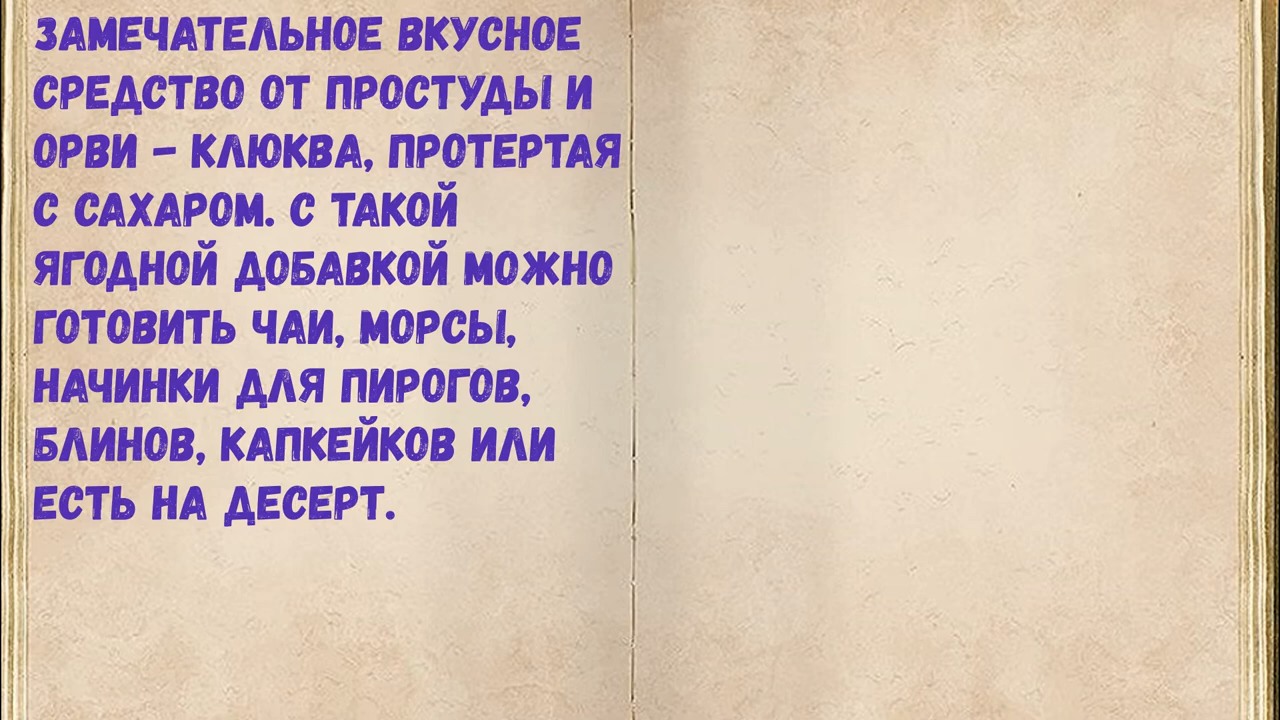 ЗАМЕЧАТЕЛЬНОЕ ВКУСНОЕ
СРЕДСТВО ОТ ПРОСТУДЫ И
ОРВИ – КЛЮКВА, ПРОТЕРТАЯ
С САХАРОМ. С ТАКОЙ
ЯГОДНОЙ ДОБАВКОЙ МОЖНО
ГОТОВИТЬ ЧАИ, МОРСЫ,
НАЧИНКИ ДЛЯ ПИРОГОВ,
БЛИНОВ, КАПКЕЙКОВ ИЛИ
ЕСТЬ НА ДЕСЕРТ.